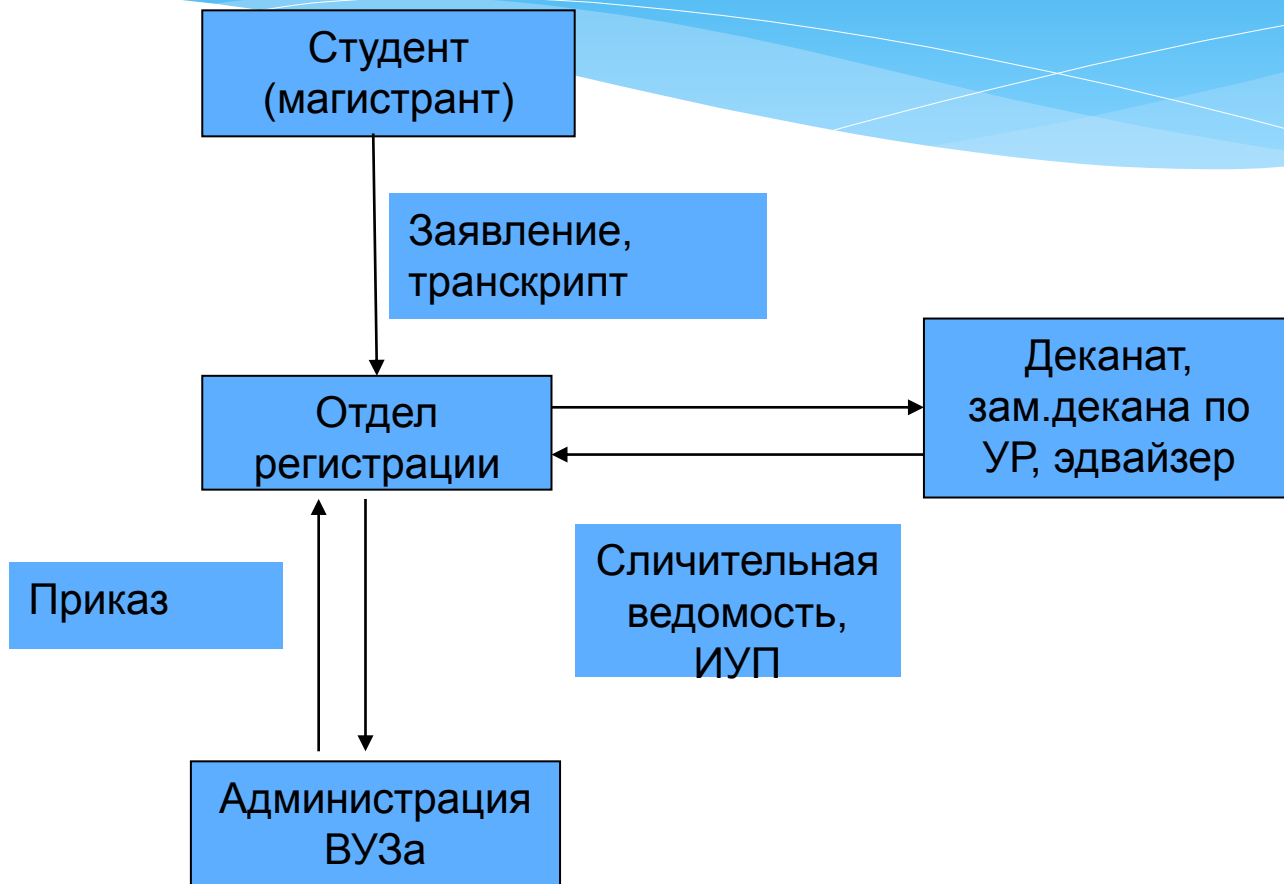 Студент
(магистрант)
Заявление,
транскрипт
Отдел
регистрации
Деканат,
зам.декана по
УР, эдвайзер
Приказ
Сличительная
ведомость,
ИУП
Администрация
ВУЗа